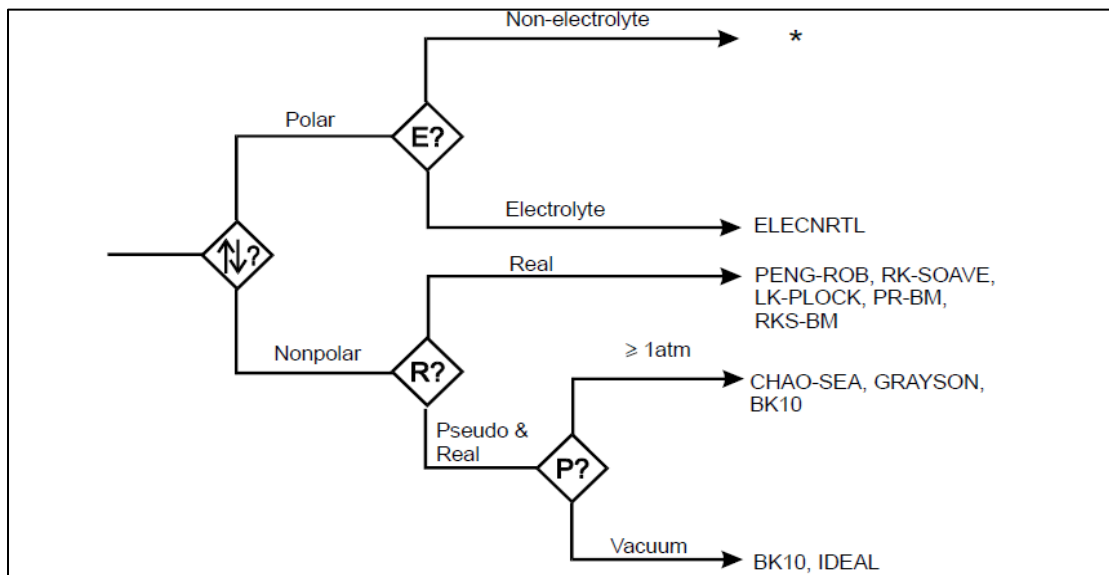 Non-electrolyte
*
Polar
E?
Electrolyte
ELECNRTL
?
Real
PENG-ROB, RK-SOAVE,
LK-PLOCK, PR-BM,
RKS-BM
Nonpolar
R?
≥ 1atm
CHAO-SEA, GRAYSON,
BK10
Pseudo &
Real
P?
Vacuum
BK10, IDEAL